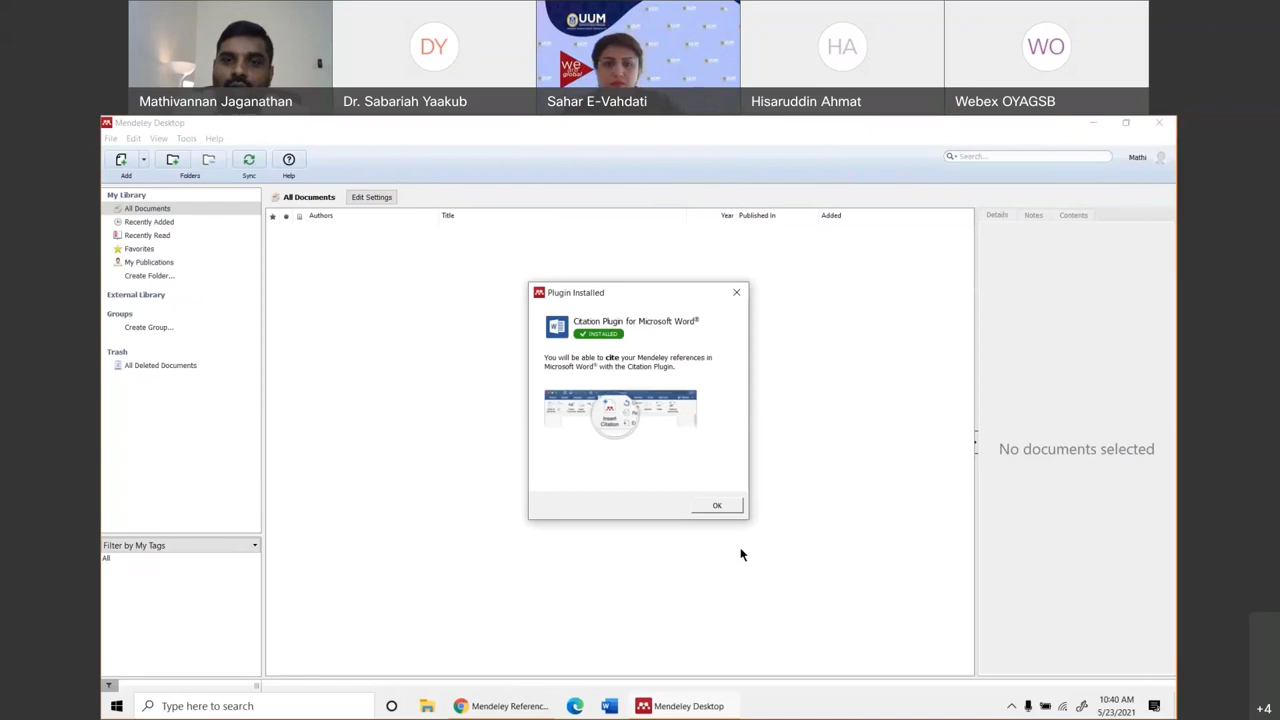 DY
UUM
we
are
global
HA
WO
Mathivannan Jaganathan
Dr. Sabariah Yaakub
Sahar E-Vahdati
Hisaruddin Ahmat
Webex OYAGSB
Mendeley Desktop
File Edit View Tools Help
Search...
Mathi
Add Folders Sync Help
My Library
All Documents
Recently Added
Recently Read
Favorites
My Publications
Create Folder...
External Library
Groups
Create Group...
Trash
All Deleted Documents
All Documents Edit Settings
Authors Title Year Published In Added
Details Notes Contents
No documents selected
Plugin Installed
Citation Plugin for Microsoft Word®
INSTALLED
You will be able to cite your Mendeley references in
Microsoft Word® with the Citation Plugin.
Insert
Citation
OK
Filter by My Tags
All
Type here to search
Mendeley Referenc...
Mendeley Desktop
10:40 AM
5/23/2021
+4